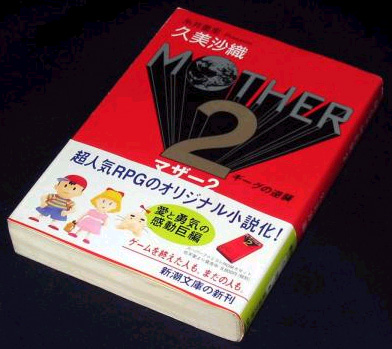 久美沙織
MOTHER
2
マザー2
ギーグの逆襲
超人気RPGのオリジナル小説化!
愛と勇気の
感動巨編
ゲームを終えた人も、まだの人も。
新潮文庫の新刊